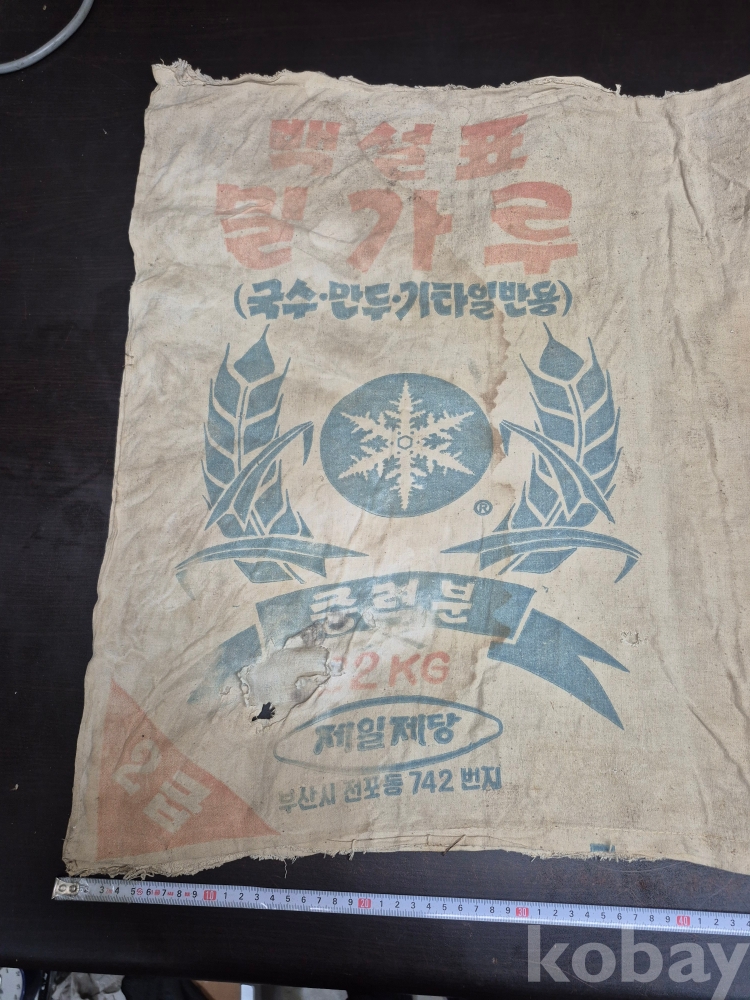 백설표
밀가루
(국수·만두·기타일반용)
®
중력분
22KG
제일제당
부산시 전포동 742 번지
2급
kobay